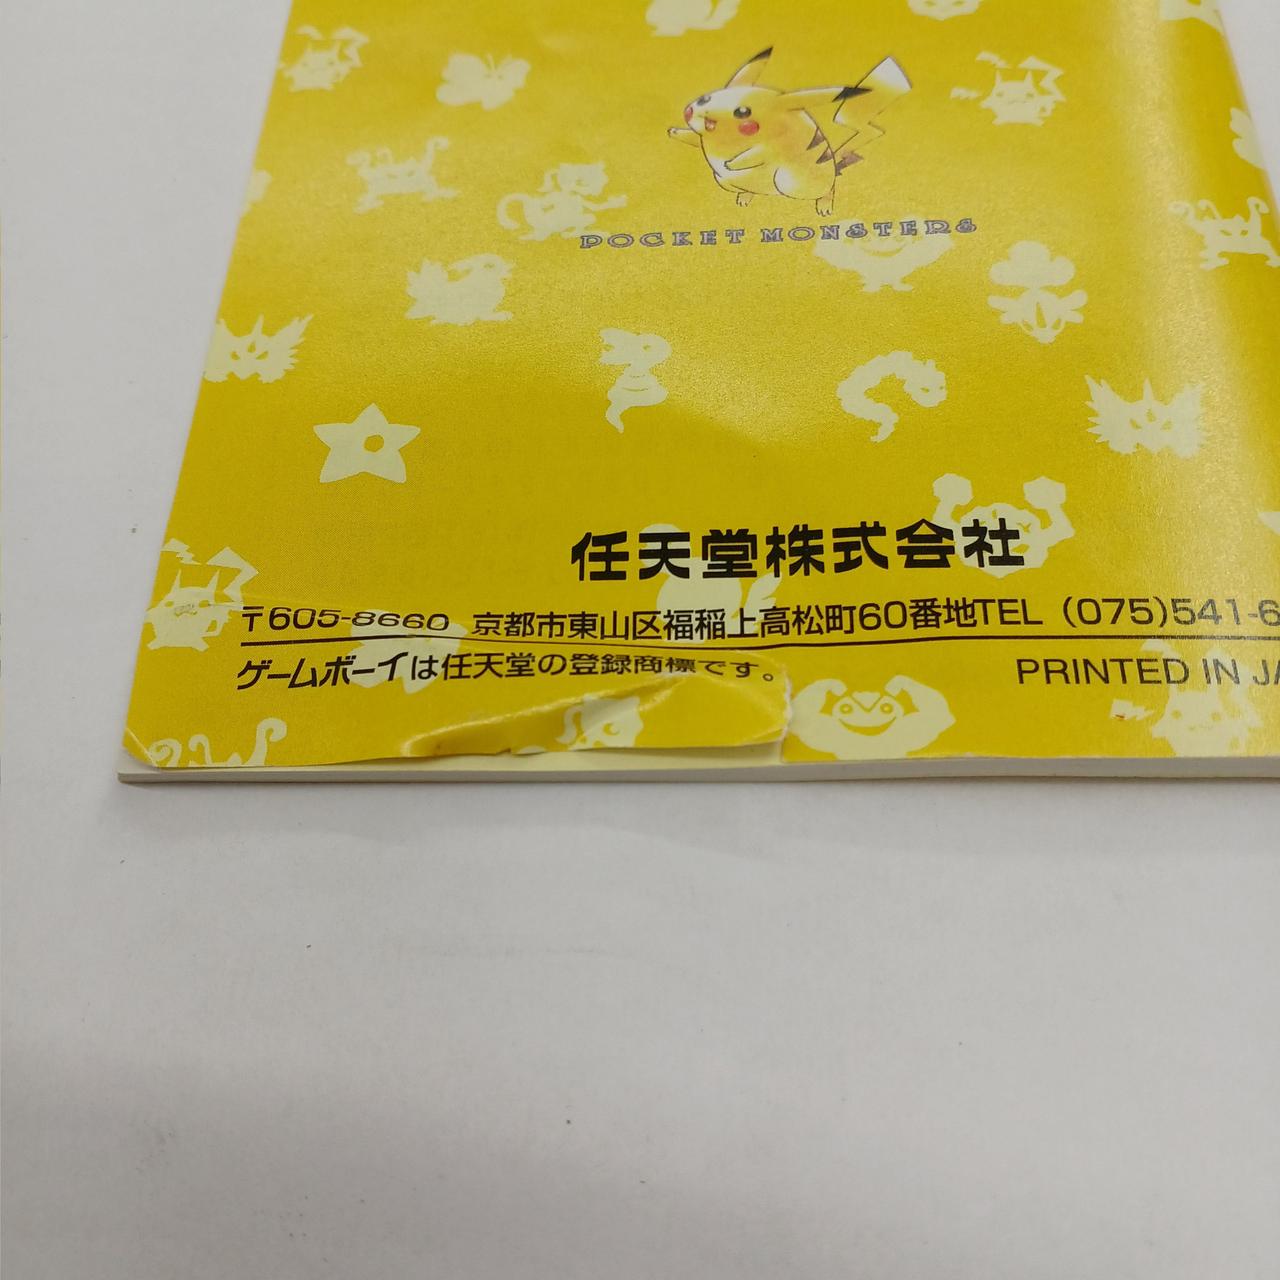 POCKET MONSTERS
任天堂株式会社
〒605-8660 京都市東山区福稲上高松町60番地TEL (075)541-6
ゲームボーイは任天堂の登録商標です。 PRINTED IN JA